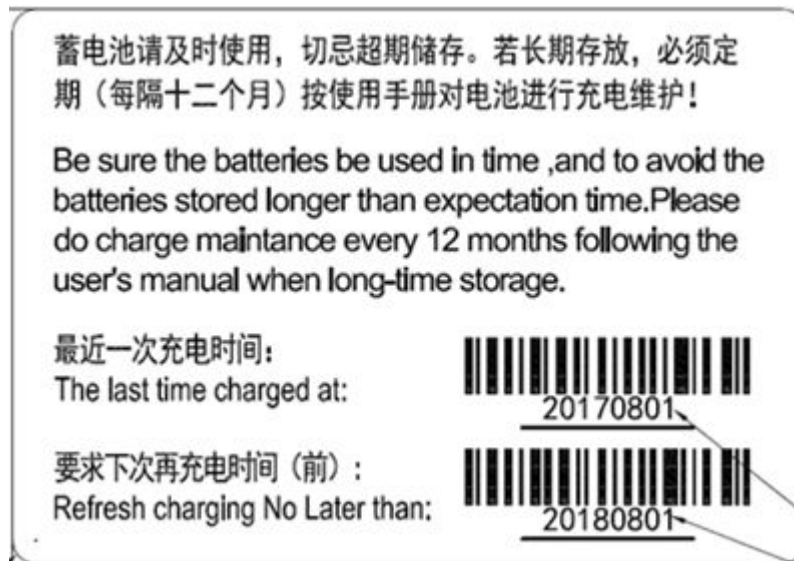 蓄电池请及时使用，切忌超期储存。若长期存放，必须定
期（每隔十二个月）按使用手册对电池进行充电维护！
Be sure the batteries be used in time ,and to avoid the
batteries stored longer than expectation time.Please
do charge maintance every 12 months following the
user's manual when long-time storage.
最近一次充电时间：
The last time charged at:
20170801
要求下次再充电时间（前）：
Refresh charging No Later than:
20180801